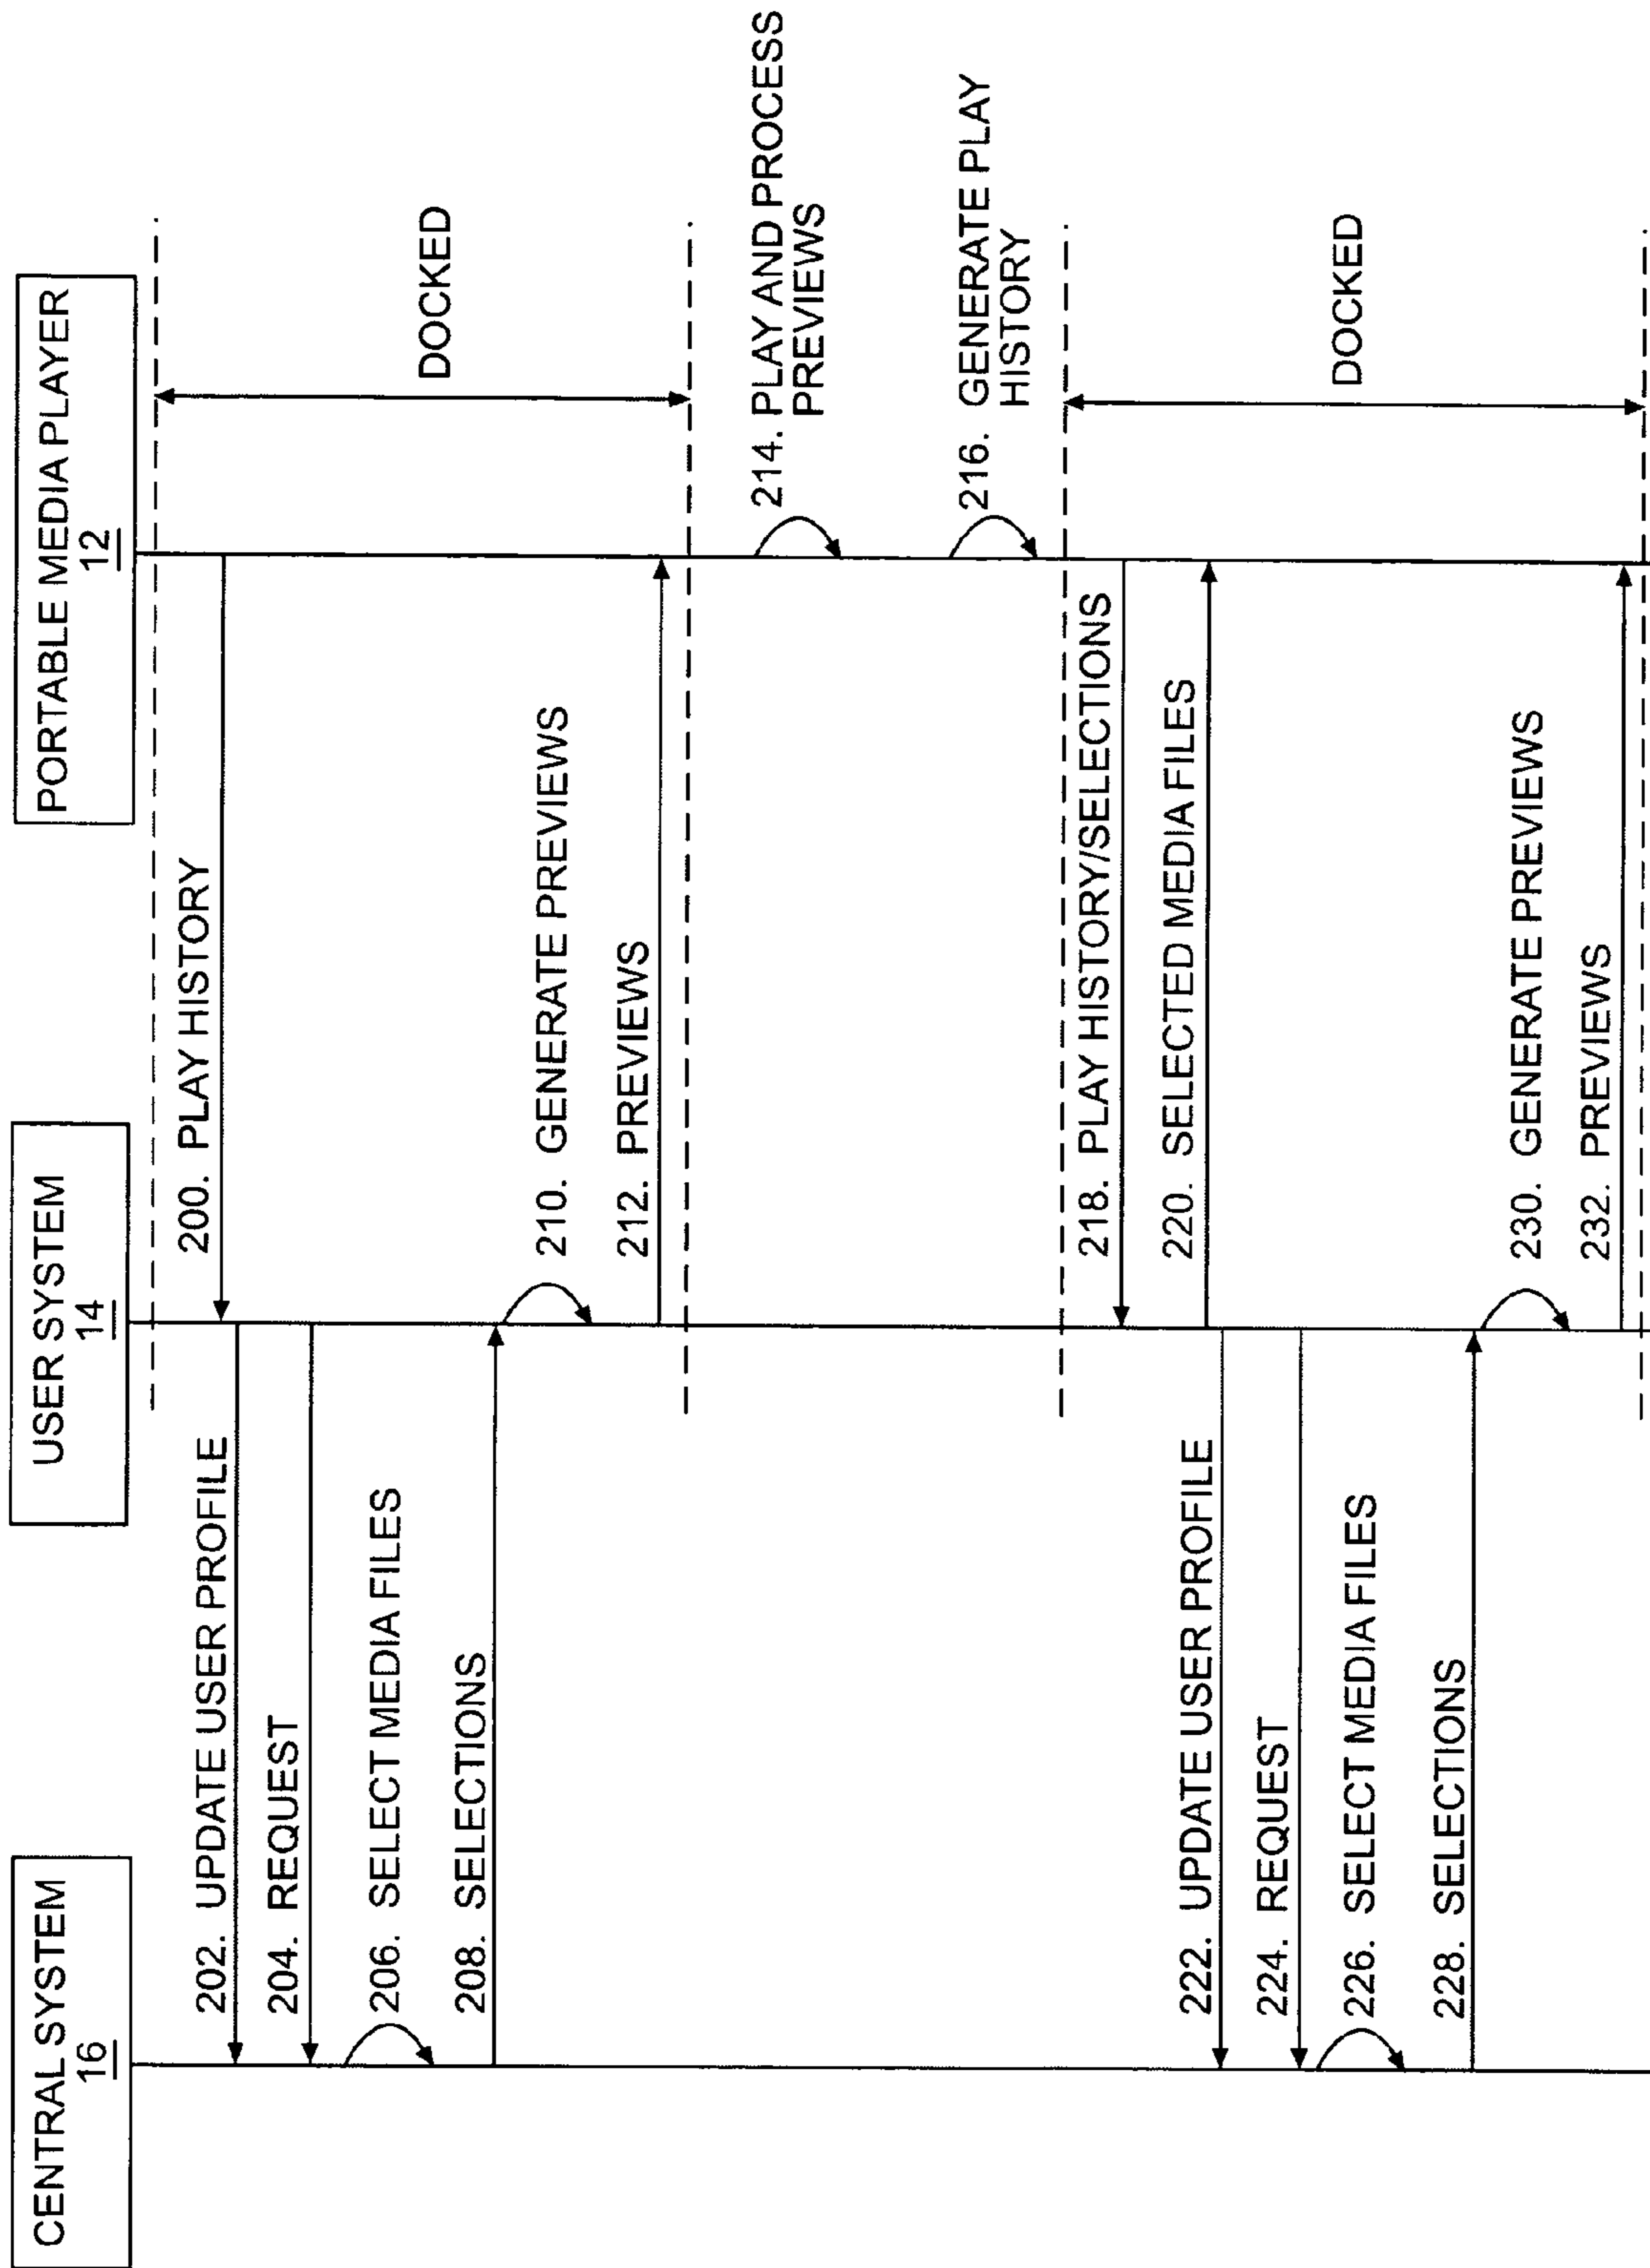 CENTRAL SYSTEM
16
USER SYSTEM
14
PORTABLE MEDIA PLAYER
12
200. PLAY HISTORY
202. UPDATE USER PROFILE
204. REQUEST
206. SELECT MEDIA FILES
208. SELECTIONS
210. GENERATE PREVIEWS
212. PREVIEWS
DOCKED
214. PLAY AND PROCESS
PREVIEWS
216. GENERATE PLAY
HISTORY
218. PLAY HISTORY/SELECTIONS
220. SELECTED MEDIA FILES
222. UPDATE USER PROFILE
224. REQUEST
226. SELECT MEDIA FILES
228. SELECTIONS
230. GENERATE PREVIEWS
232. PREVIEWS
DOCKED